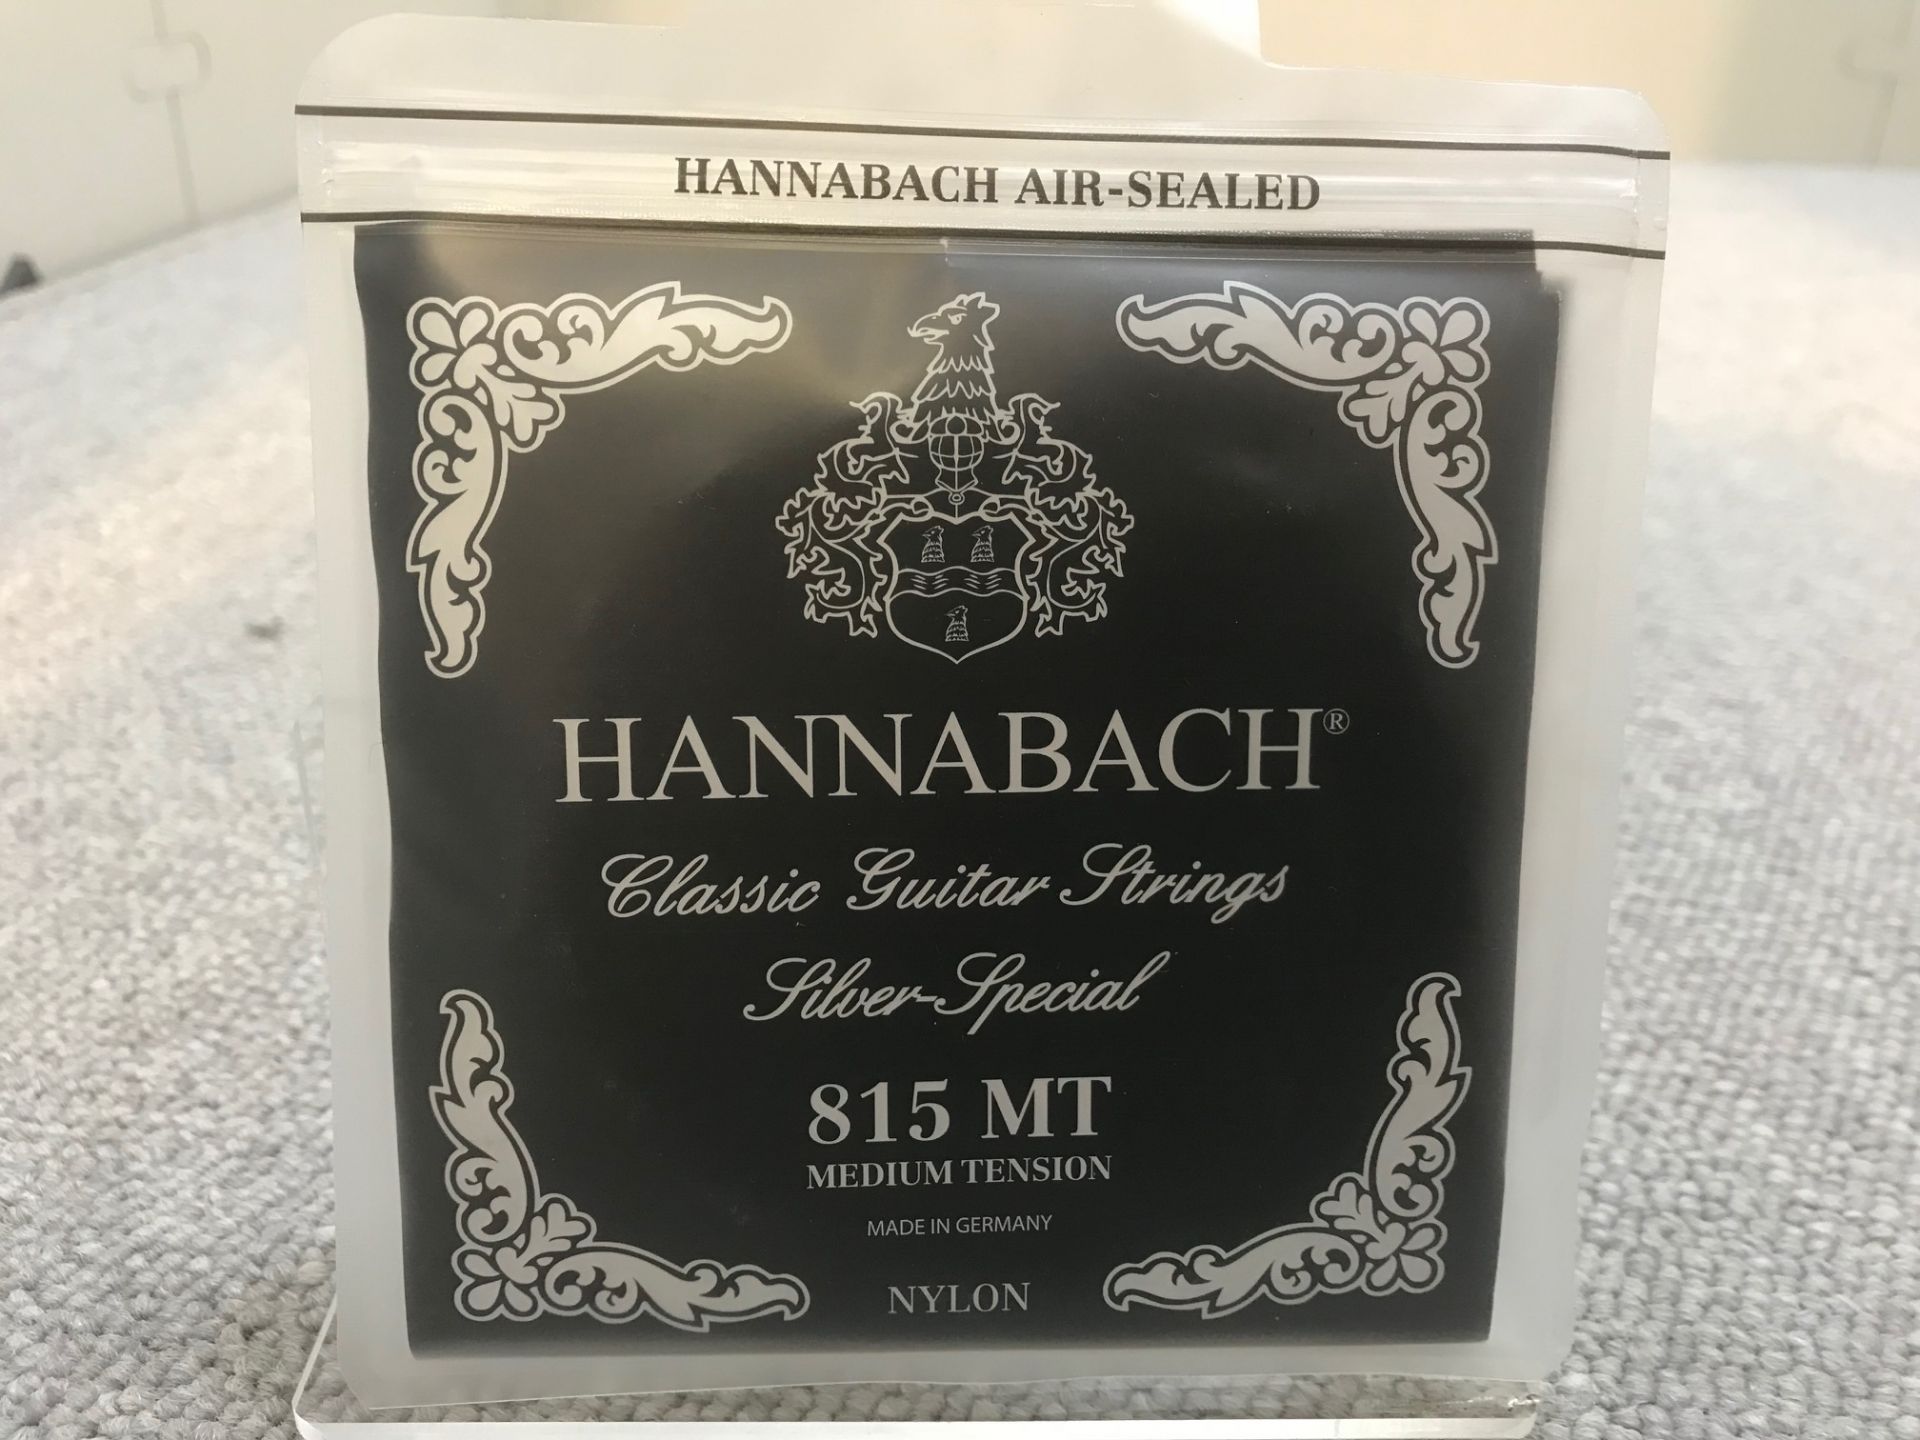 HANNABACH AIR-SEALED
HANNABACH®
Classic Guitar Strings
Silver-Special
815 MT
MEDIUM TENSION
MADE IN GERMANY
NYLON